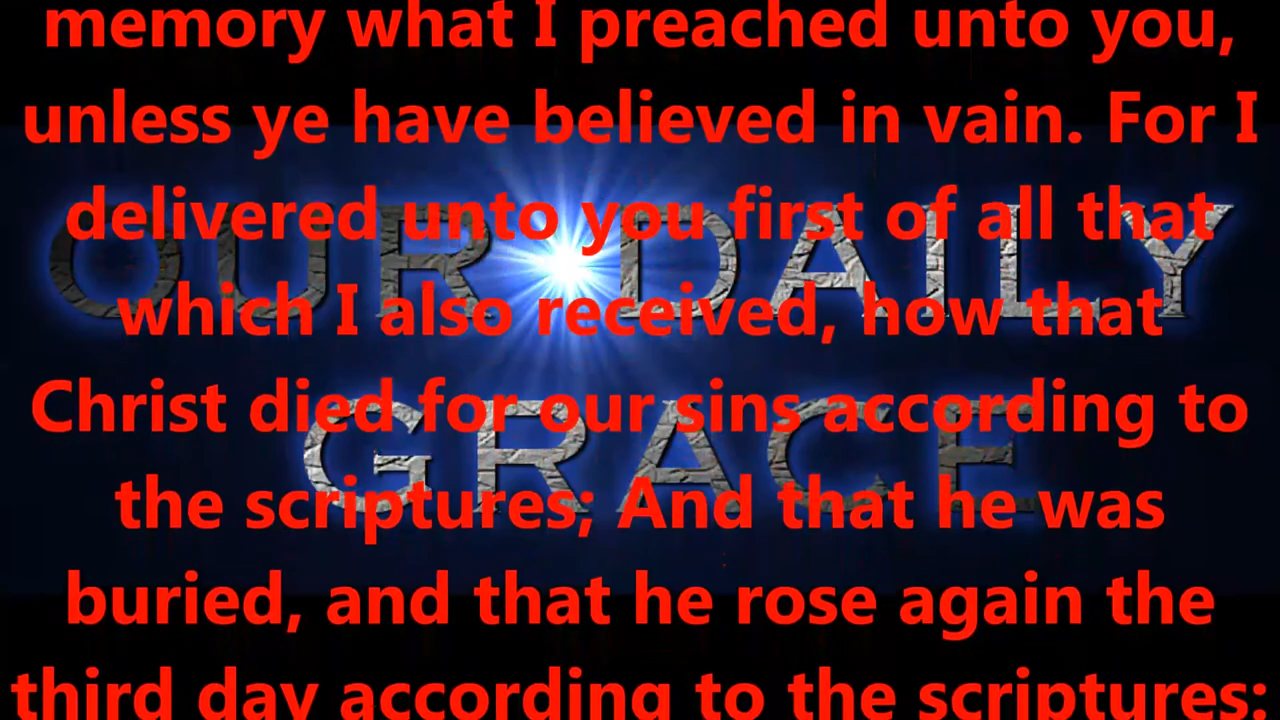 memory what I preached unto you,
unless ye have believed in vain. For I
delivered unto you first of all that
which I also received, how that
Christ died for our sins according to
the scriptures; And that he was
buried, and that he rose again the
third day according to the scriptures:
OUR DAILY
GRACE